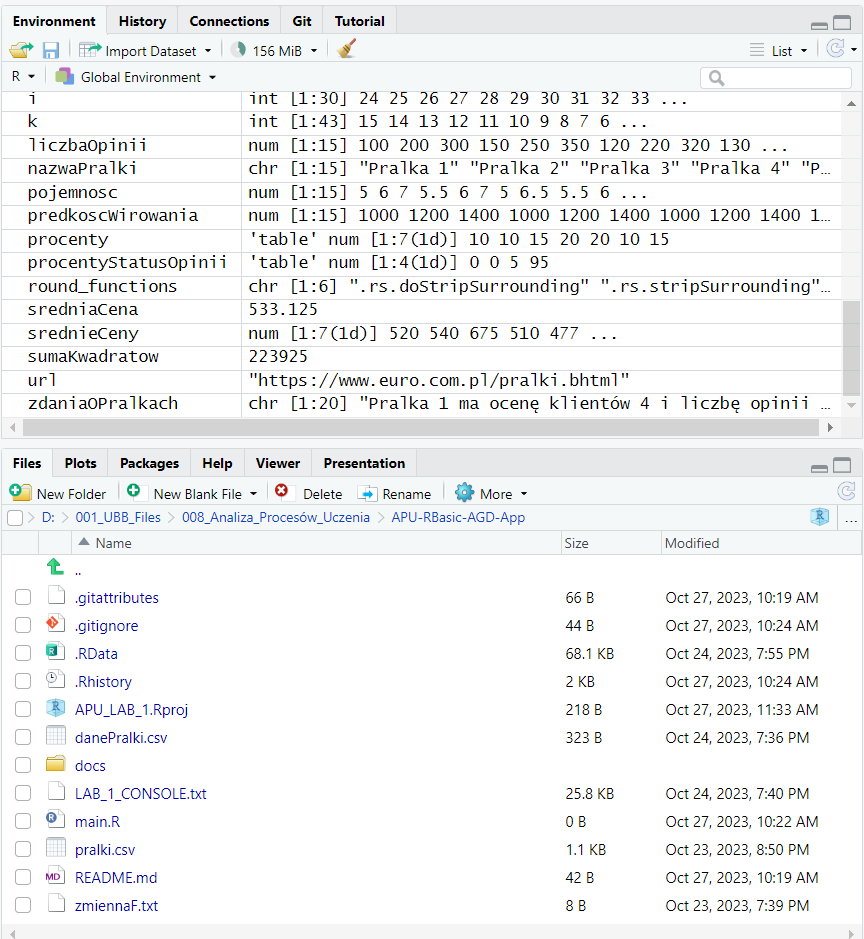 Environment History Connections Git Tutorial
Import Dataset 156 MiB List
R Global Environment
i int [1:30] 24 25 26 27 28 29 30 31 32 33 ...
k int [1:43] 15 14 13 12 11 10 9 8 7 6 ...
liczbaOpinii num [1:15] 100 200 300 150 250 350 120 220 320 130 ...
nazwaPralki chr [1:15] "Pralka 1" "Pralka 2" "Pralka 3" "Pralka 4" "P…
pojemnosc num [1:15] 5 6 7 5.5 6 7 5 6.5 5.5 6 ...
predkoscWirowania num [1:15] 1000 1200 1400 1000 1200 1400 1000 1200 1400 1…
procenty 'table' num [1:7(1d)] 10 10 15 20 20 10 15
procentyStatusOpinii 'table' num [1:4(1d)] 0 0 5 95
round_functions chr [1:6] ".rs.doStripSurrounding" ".rs.stripSurrounding"…
sredniaCena 533.125
srednieCeny num [1:7(1d)] 520 540 675 510 477 ...
sumaKwadratow 223925
url "https://www.euro.com.pl/pralki.bhtml"
zdaniaOPralkach chr [1:20] "Pralka 1 ma ocenę klientów 4 i liczbę opinii …
Files Plots Packages Help Viewer Presentation
New Folder New Blank File Delete Rename More
D: 001_UBB_Files 008_Analiza_Procesów_Uczenia APU-RBasic-AGD-App R ...
Name Size Modified
..
.gitattributes 66 B Oct 27, 2023, 10:19 AM
.gitignore 44 B Oct 27, 2023, 10:24 AM
.RData 68.1 KB Oct 24, 2023, 7:55 PM
.Rhistory 2 KB Oct 27, 2023, 10:24 AM
APU_LAB_1.Rproj 218 B Oct 27, 2023, 11:33 AM
danePralki.csv 323 B Oct 24, 2023, 7:36 PM
docs
LAB_1_CONSOLE.txt 25.8 KB Oct 24, 2023, 7:40 PM
main.R 0 B Oct 27, 2023, 10:22 AM
pralki.csv 1.1 KB Oct 23, 2023, 8:50 PM
MD README.md 42 B Oct 27, 2023, 10:19 AM
zmiennaF.txt 8 B Oct 23, 2023, 7:39 PM